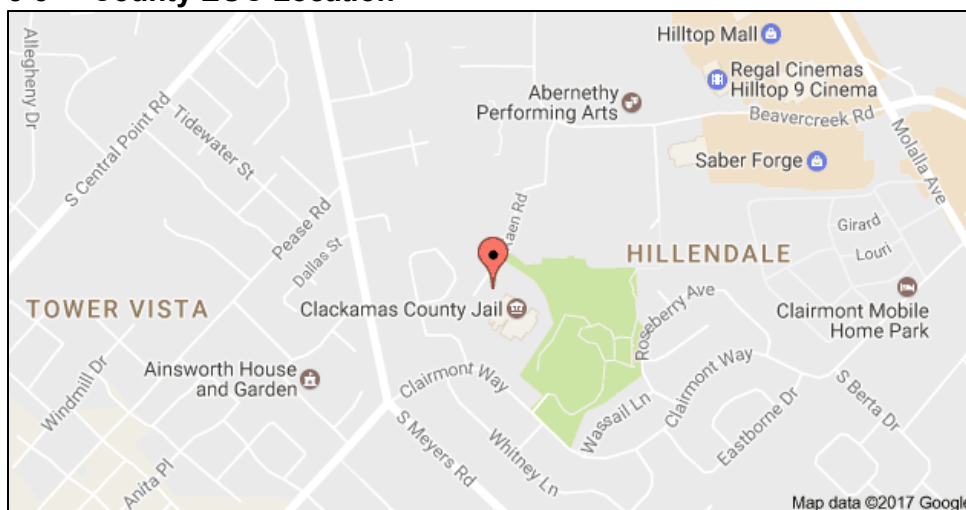 County EOC Location
Allegheny Dr
S Central Point Rd
Tidewater St
Pease Rd
Dallas St
Hilltop Mall
Regal Cinemas
Hilltop 9 Cinema
Abernethy
Performing Arts
Beavercreek Rd
Molalla Ave
Saber Forge
Kaen Rd
Girard
Louri
HILLENDALE
TOWER VISTA
Clackamas County Jail
Roseberry Ave
Clairmont Mobile
Home Park
Ainsworth House
and Garden
Windmill Dr
Clairmont Way
Clairmont Way
S Berta Dr
Wassail Ln
Eastborne Dr
S Meyers Rd
Whitney Ln
Anita Pl
Map data ©2017 Google